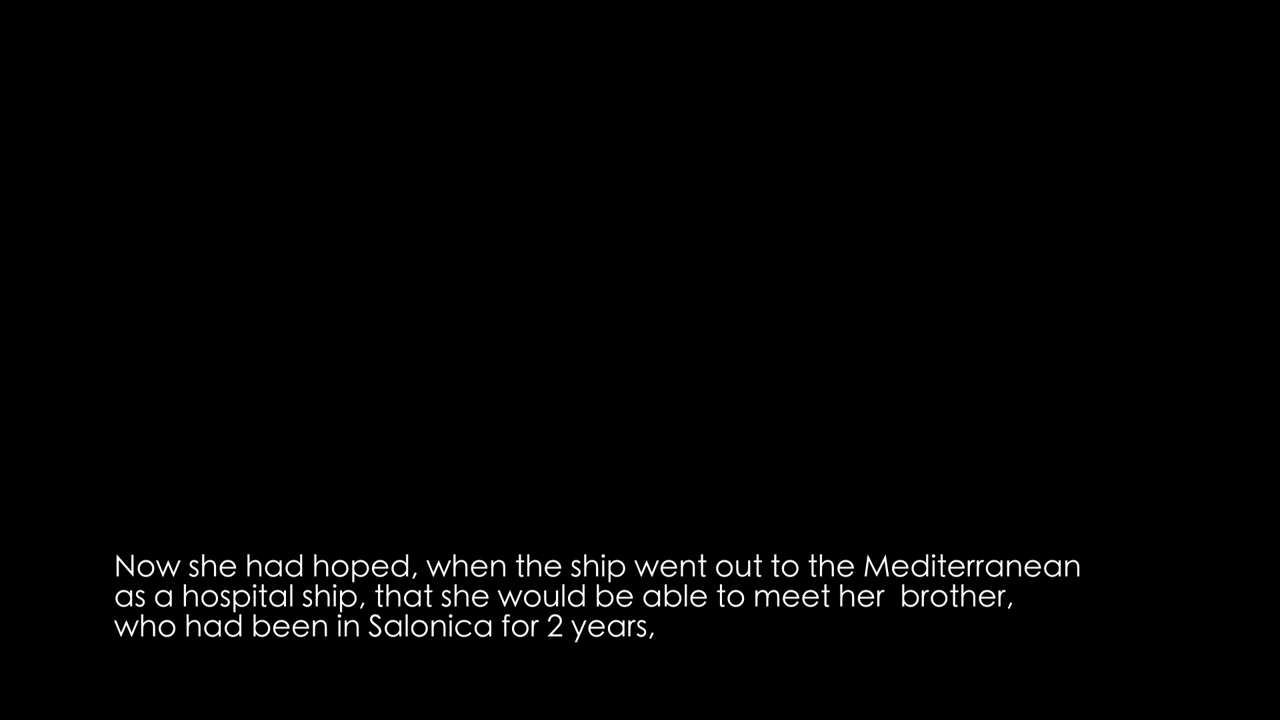 Now she had hoped, when the ship went out to the Mediterranean
as a hospital ship, that she would be able to meet her  brother,
who had been in Salonica for 2 years,